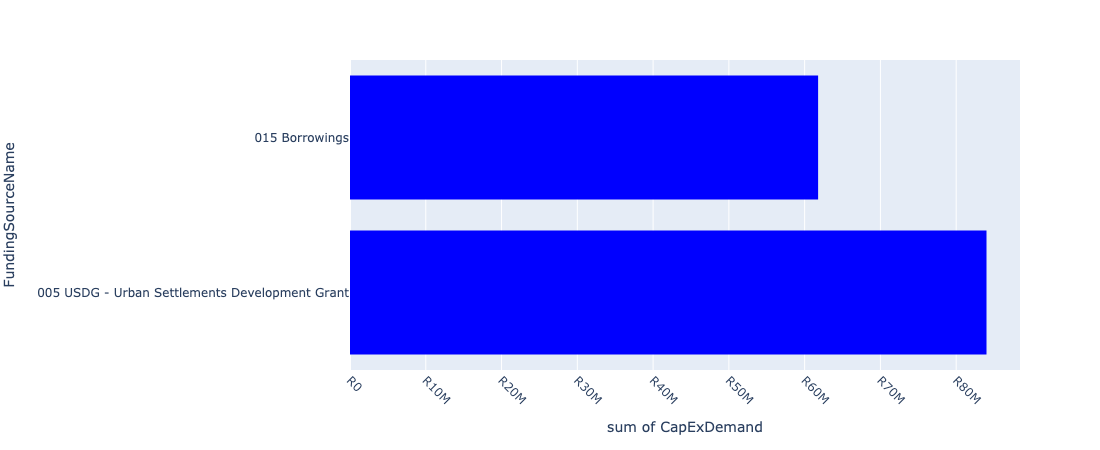 FundingSourceName
015 Borrowings
005 USDG - Urban Settlements Development Grant
R0
R10M
R20M
R30M
R40M
R50M
R60M
R70M
R80M
sum of CapExDemand